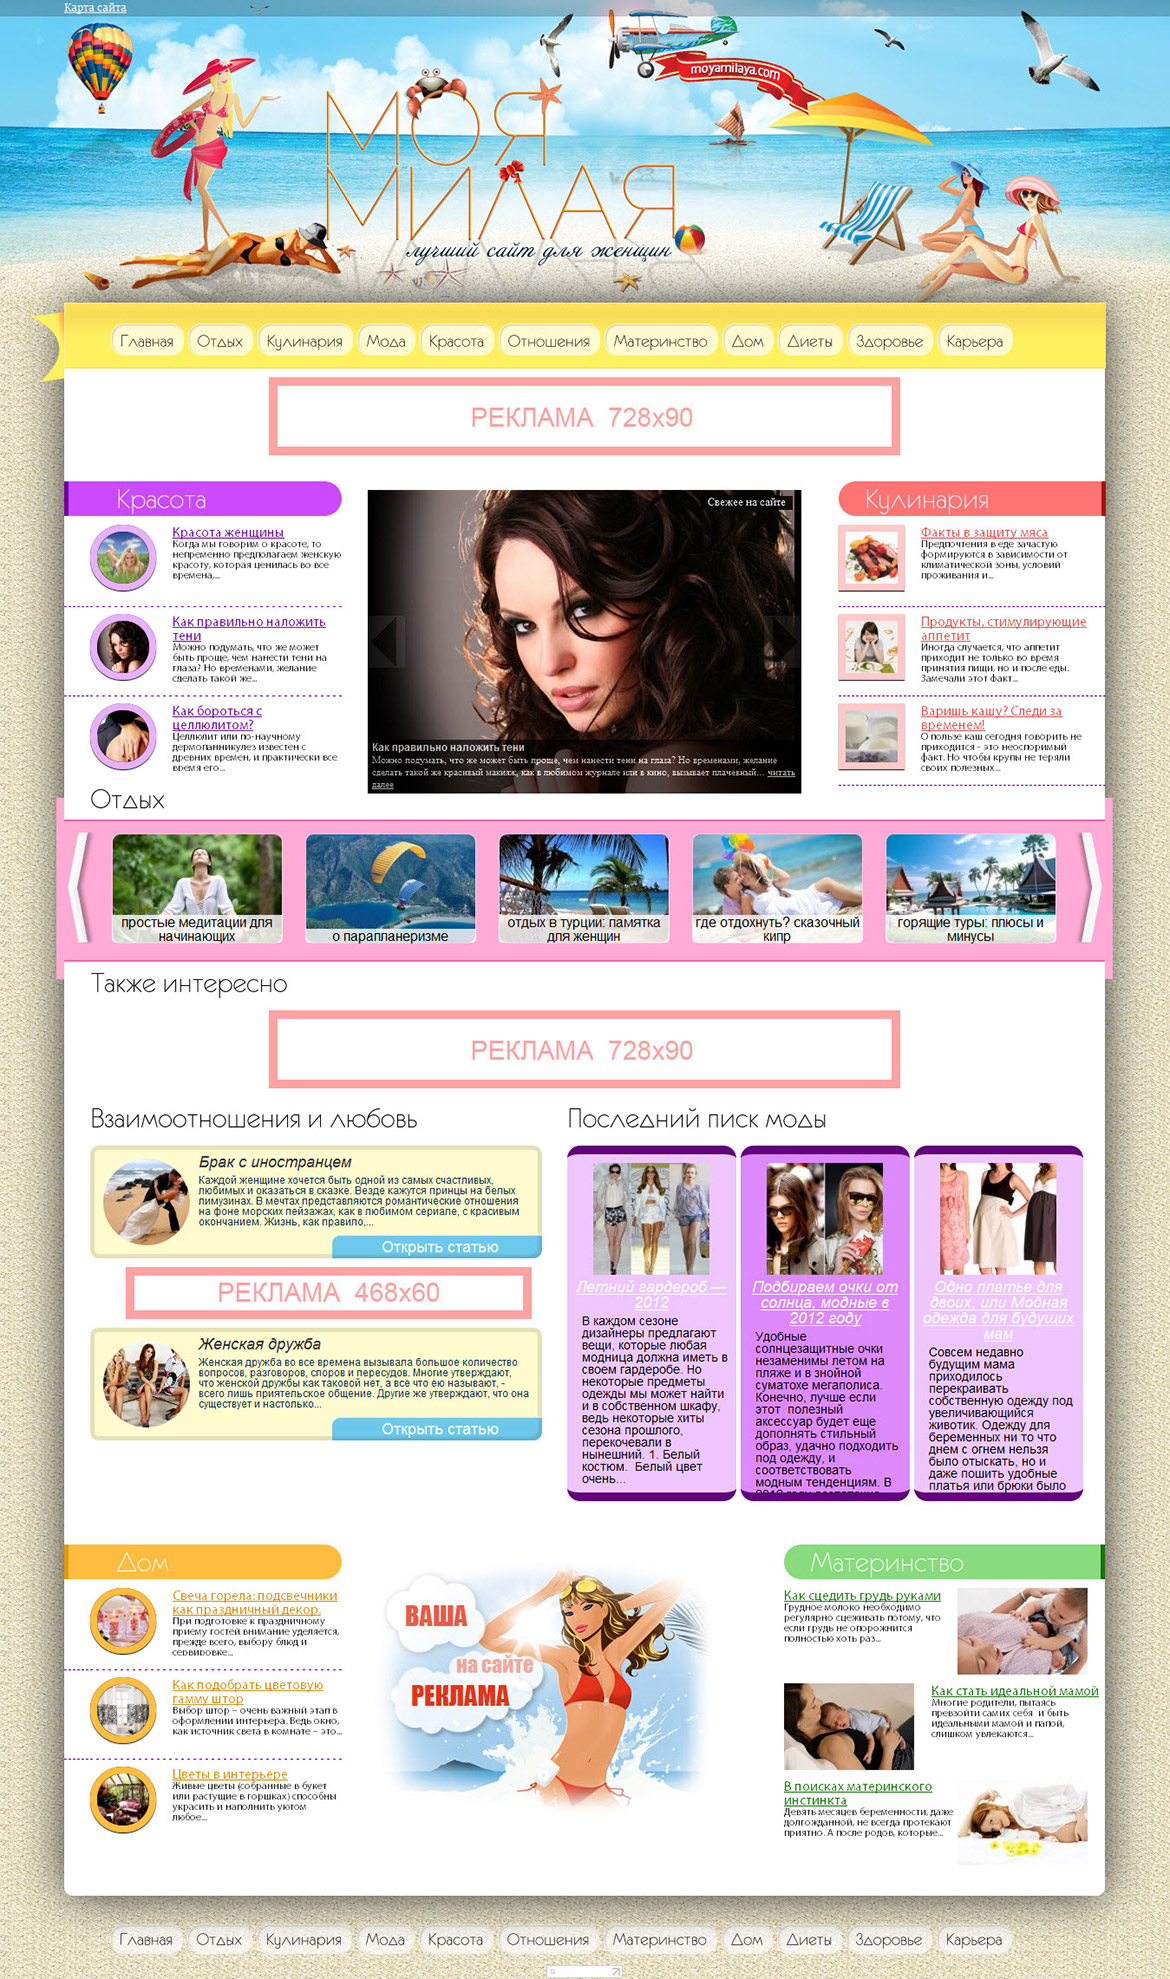 Карта сайта
moyamilaya.com
МОЯ
МИЛАЯ
лучший сайт для женщин
Главная Отдых Кулинария Мода Красота Отношения Материнство Дом Диеты Здоровье Карьера
РЕКЛАМА 728x90
Красота
Красота женщины
Когда мы говорим о красоте, то
непременно предполагаем женскую
красоту, которая ценилась во все
времена,...
Как правильно наложить
тени
Можно подумать, что же может
быть проще, чем нанести тени на
глаза? Но временами, желание
сделать такой же...
Как бороться с
целлюлитом?
Целлюлит или по-научному
дермопанникулез известен с
древних времен, и практически все
время его...
Свежее на сайте
Как правильно наложить тени
Можно подумать, что же может быть проще, чем нанести тени на глаза? Но временами, желание
сделать такой же красивый макияж, как в любимом журнале или в кино, вызывает плачевный... читать
далее
Кулинария
Факты в защиту мяса
Предпочтения в еде зачастую
формируются в зависимости от
климатической зоны, условий
проживания и...
Продукты, стимулирующие
аппетит
Иногда случается, что аппетит
приходит не только во время
принятия пищи, но и после еды.
Замечали этот факт...
Варишь кашу? Следи за
временем!
О пользе каш сегодня говорить не
приходится - это неоспоримый
факт. Но чтобы крупы не теряли
своих полезных...
Отдых
простые медитации для
начинающих
о парапланеризме
отдых в турции: памятка
для женщин
где отдохнуть? сказочный
кипр
горящие туры: плюсы и
минусы
Также интересно
РЕКЛАМА 728x90
Взаимоотношения и любовь
Брак с иностранцем
Каждой женщине хочется быть одной из самых счастливых,
любимых и оказаться в сказке. Везде кажутся принцы на белых
лимузинах. В мечтах представляются романтические отношения
на фоне морских пейзажах, как в любимом сериале, с красивым
окончанием. Жизнь, как правило,...
Открыть статью
РЕКЛАМА 468x60
Женская дружба
Женская дружба во все времена вызывала большое количество
вопросов, разговоров, споров и пересудов. Многие утверждают,
что женской дружбы как таковой нет, а все что ею называют, -
всего лишь приятельское общение. Другие же утверждают, что она
существует и настолько...
Открыть статью
Последний писк моды
Летний гардероб —
2012
В каждом сезоне
дизайнеры предлагают
вещи, которые любая
модница должна иметь в
своем гардеробе. Но
некоторые предметы
одежды мы может найти
и в собственном шкафу,
ведь некоторые хиты
сезона прошлого,
перекочевали в
нынешний. 1. Белый
костюм. Белый цвет
очень...
Подбираем очки от
солнца, модные в
2012 году
Удобные
солнцезащитные очки
незаменимы летом на
пляже и в знойной
суматохе мегаполиса.
Конечно, лучше если
этот полезный
аксессуар будет еще
дополнять стильный
образ, удачно подходить
под одежду, и
соответствовать
модным тенденциям. В
Одно платье для
двоих, или Модная
одежда для будущих
мам
Совсем недавно
будущим мама
приходилось
перекраивать
собственную одежду под
увеличивающийся
животик. Одежду для
беременных ни то что
днем с огнем нельзя
было отыскать, но и
даже пошить удобные
платья или брюки было
Дом
Свеча горела: подсвечники
как праздничный декор.
При подготовке к праздничному
приему гостей внимание уделяется,
прежде всего, выбору блюд и
сервировке...
Как подобрать цветовую
гамму штор
Выбор штор – очень важный этап в
оформлении интерьера. Ведь окно,
как источник света в комнате – это...
Цветы в интерьере
Живые цветы (собранные в букет
или растущие в горшках) способны
украсить и наполнить уютом
любое...
ВАША
на сайте
РЕКЛАМА
Материнство
Как сцедить грудь руками
Грудное молоко необходимо
регулярно сцеживать потому, что
если грудь не опорожнится
полностью хоть раз...
Как стать идеальной мамой
Многие родители, пытаясь
превзойти самих себя и быть
идеальными мамой и папой,
слишком увлекаются...
В поисках материнского
инстинкта
Девять месяцев беременности, даже
долгожданной, не всегда протекают
приятно. А после родов, которые...
Главная Отдых Кулинария Мода Красота Отношения Материнство Дом Диеты Здоровье Карьера